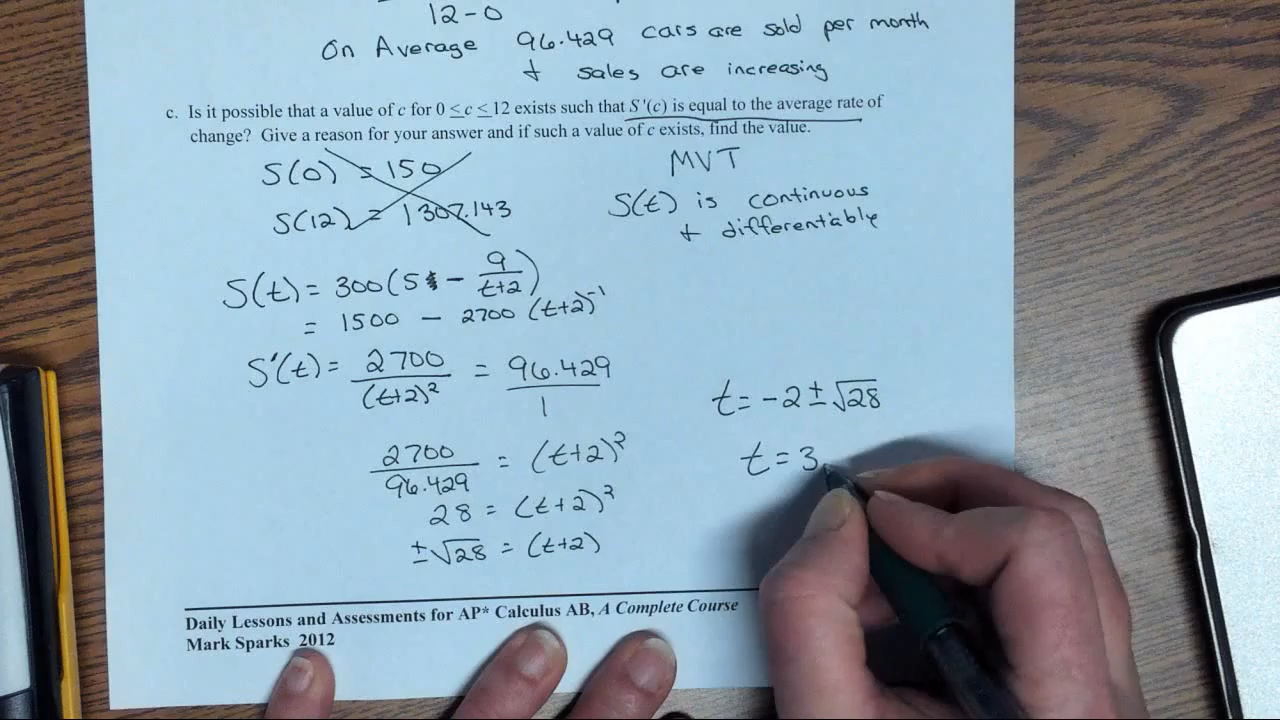 12-0
On Average 96.429 cars are sold per month
+ sales are increasing
c. Is it possible that a value of c for 0 ≤ c ≤ 12 exists such that S'(c) is equal to the average rate of
change? Give a reason for your answer and if such a value of c exists, find the value.
S(0) = 150
S(12) = 1307.143
MVT
S(t) is continuous
+ differentiable
S(t) = 300(5 - 9/(t+2))
= 1500 - 2700 (t+2)⁻¹
S'(t) = 2700/(t+2)² = 96.429/1
2700/96.429 = (t+2)²
28 = (t+2)²
±√28 = (t+2)
t = -2 ± √28
t = 3.
Daily Lessons and Assessments for AP* Calculus AB, A Complete Course
Mark Sparks 2012